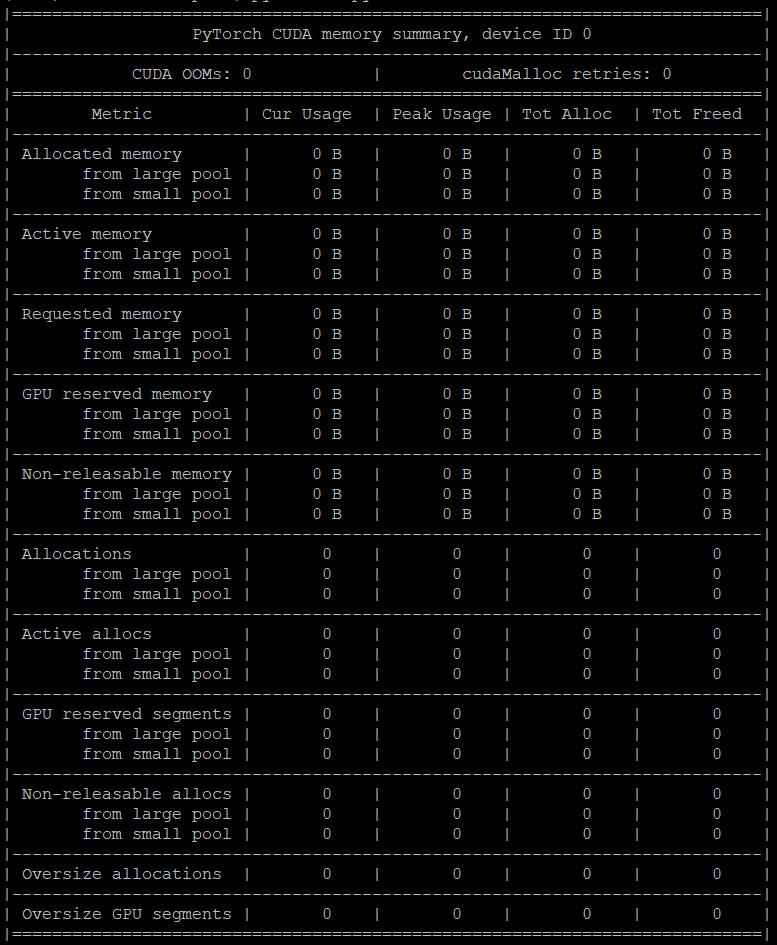 |===========================================================================|
|                  PyTorch CUDA memory summary, device ID 0                 |
|---------------------------------------------------------------------------|
|            CUDA OOMs: 0            |        cudaMalloc retries: 0         |
|===========================================================================|
|        Metric         | Cur Usage  | Peak Usage | Tot Alloc  | Tot Freed  |
|---------------------------------------------------------------------------|
| Allocated memory      |      0 B   |      0 B   |      0 B   |      0 B   |
|       from large pool |      0 B   |      0 B   |      0 B   |      0 B   |
|       from small pool |      0 B   |      0 B   |      0 B   |      0 B   |
|---------------------------------------------------------------------------|
| Active memory         |      0 B   |      0 B   |      0 B   |      0 B   |
|       from large pool |      0 B   |      0 B   |      0 B   |      0 B   |
|       from small pool |      0 B   |      0 B   |      0 B   |      0 B   |
|---------------------------------------------------------------------------|
| Requested memory      |      0 B   |      0 B   |      0 B   |      0 B   |
|       from large pool |      0 B   |      0 B   |      0 B   |      0 B   |
|       from small pool |      0 B   |      0 B   |      0 B   |      0 B   |
|---------------------------------------------------------------------------|
| GPU reserved memory   |      0 B   |      0 B   |      0 B   |      0 B   |
|       from large pool |      0 B   |      0 B   |      0 B   |      0 B   |
|       from small pool |      0 B   |      0 B   |      0 B   |      0 B   |
|---------------------------------------------------------------------------|
| Non-releasable memory |      0 B   |      0 B   |      0 B   |      0 B   |
|       from large pool |      0 B   |      0 B   |      0 B   |      0 B   |
|       from small pool |      0 B   |      0 B   |      0 B   |      0 B   |
|---------------------------------------------------------------------------|
| Allocations           |       0    |       0    |       0    |       0    |
|       from large pool |       0    |       0    |       0    |       0    |
|       from small pool |       0    |       0    |       0    |       0    |
|---------------------------------------------------------------------------|
| Active allocs         |       0    |       0    |       0    |       0    |
|       from large pool |       0    |       0    |       0    |       0    |
|       from small pool |       0    |       0    |       0    |       0    |
|---------------------------------------------------------------------------|
| GPU reserved segments |       0    |       0    |       0    |       0    |
|       from large pool |       0    |       0    |       0    |       0    |
|       from small pool |       0    |       0    |       0    |       0    |
|---------------------------------------------------------------------------|
| Non-releasable allocs |       0    |       0    |       0    |       0    |
|       from large pool |       0    |       0    |       0    |       0    |
|       from small pool |       0    |       0    |       0    |       0    |
|---------------------------------------------------------------------------|
| Oversize allocations  |       0    |       0    |       0    |       0    |
|---------------------------------------------------------------------------|
| Oversize GPU segments |       0    |       0    |       0    |       0    |
|===========================================================================|